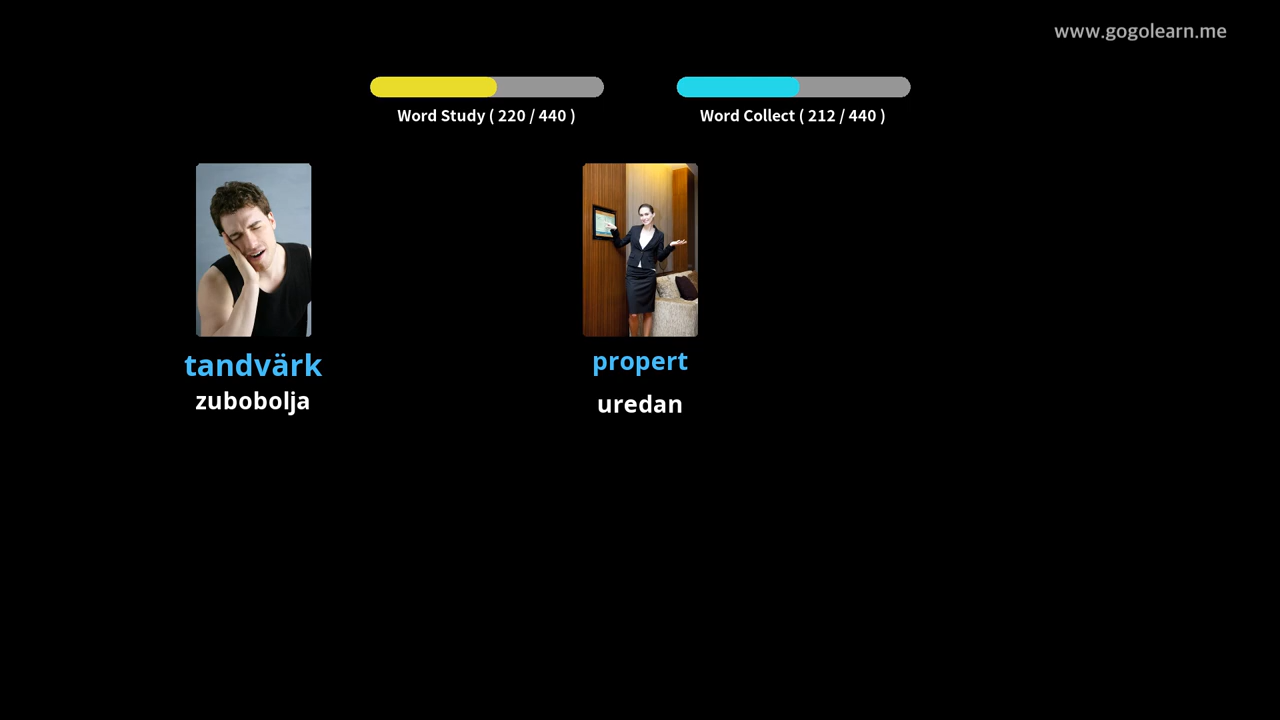 www.gogolearn.me
Word Study ( 220 / 440 )
Word Collect ( 212 / 440 )
tandvärk
zubobolja
propert
uredan